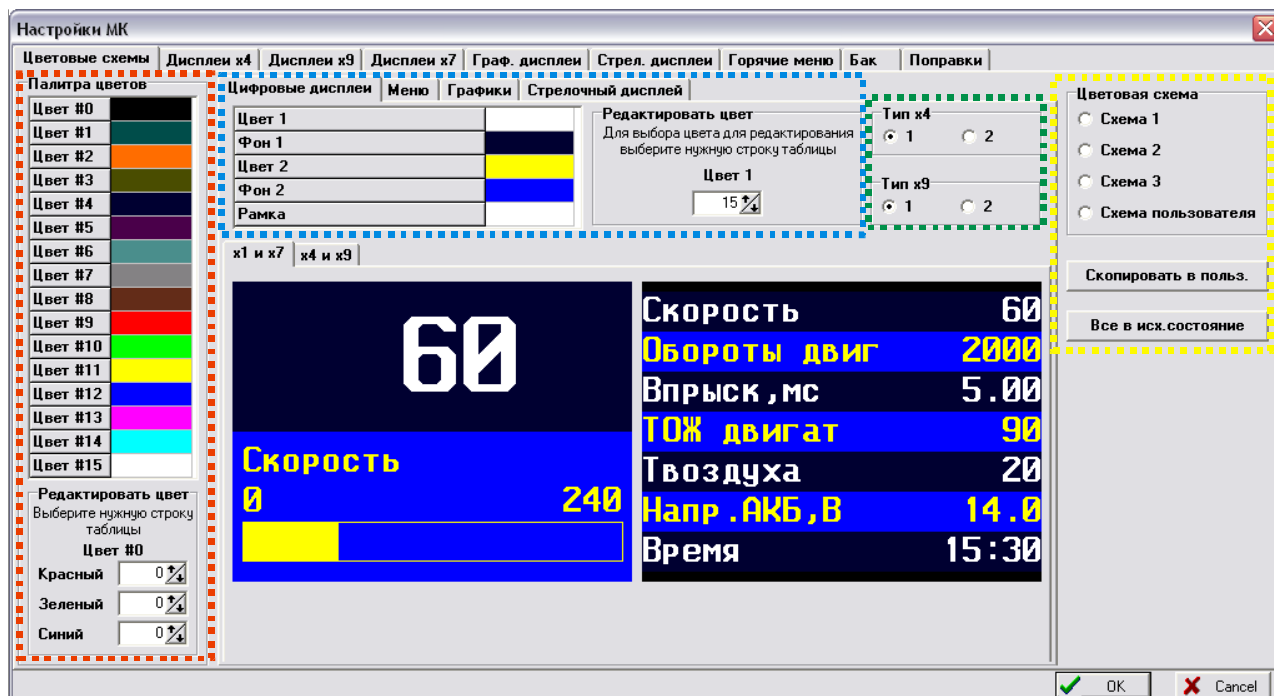 Настройки МК
Цветовые схемы Дисплеи x4 Дисплеи x9 Дисплеи x7 Граф. дисплеи Стрел. дисплеи Горячие меню Бак Поправки
Палитра цветов
Цвет #0
Цвет #1
Цвет #2
Цвет #3
Цвет #4
Цвет #5
Цвет #6
Цвет #7
Цвет #8
Цвет #9
Цвет #10
Цвет #11
Цвет #12
Цвет #13
Цвет #14
Цвет #15
Редактировать цвет
Выберите нужную строку
таблицы
Цвет #0
Красный 0
Зеленый 0
Синий 0
Цифровые дисплеи Меню Графики Стрелочный дисплей
Цвет 1
Фон 1
Цвет 2
Фон 2
Рамка
Редактировать цвет
Для выбора цвета для редактирования
выберите нужную строку таблицы
Цвет 1
15
Тип x4
1 2
Тип x9
1 2
x1 и x7 x4 и x9
60
Скорость
0 240
Скорость 60
Обороты двиг 2000
Впрыск,мс 5.00
ТОЖ двигат 90
Твоздуха 20
Напр.АКБ,В 14.0
Время 15:30
Цветовая схема
Схема 1
Схема 2
Схема 3
Схема пользователя
Скопировать в польз.
Все в исх.состояние
OK Cancel